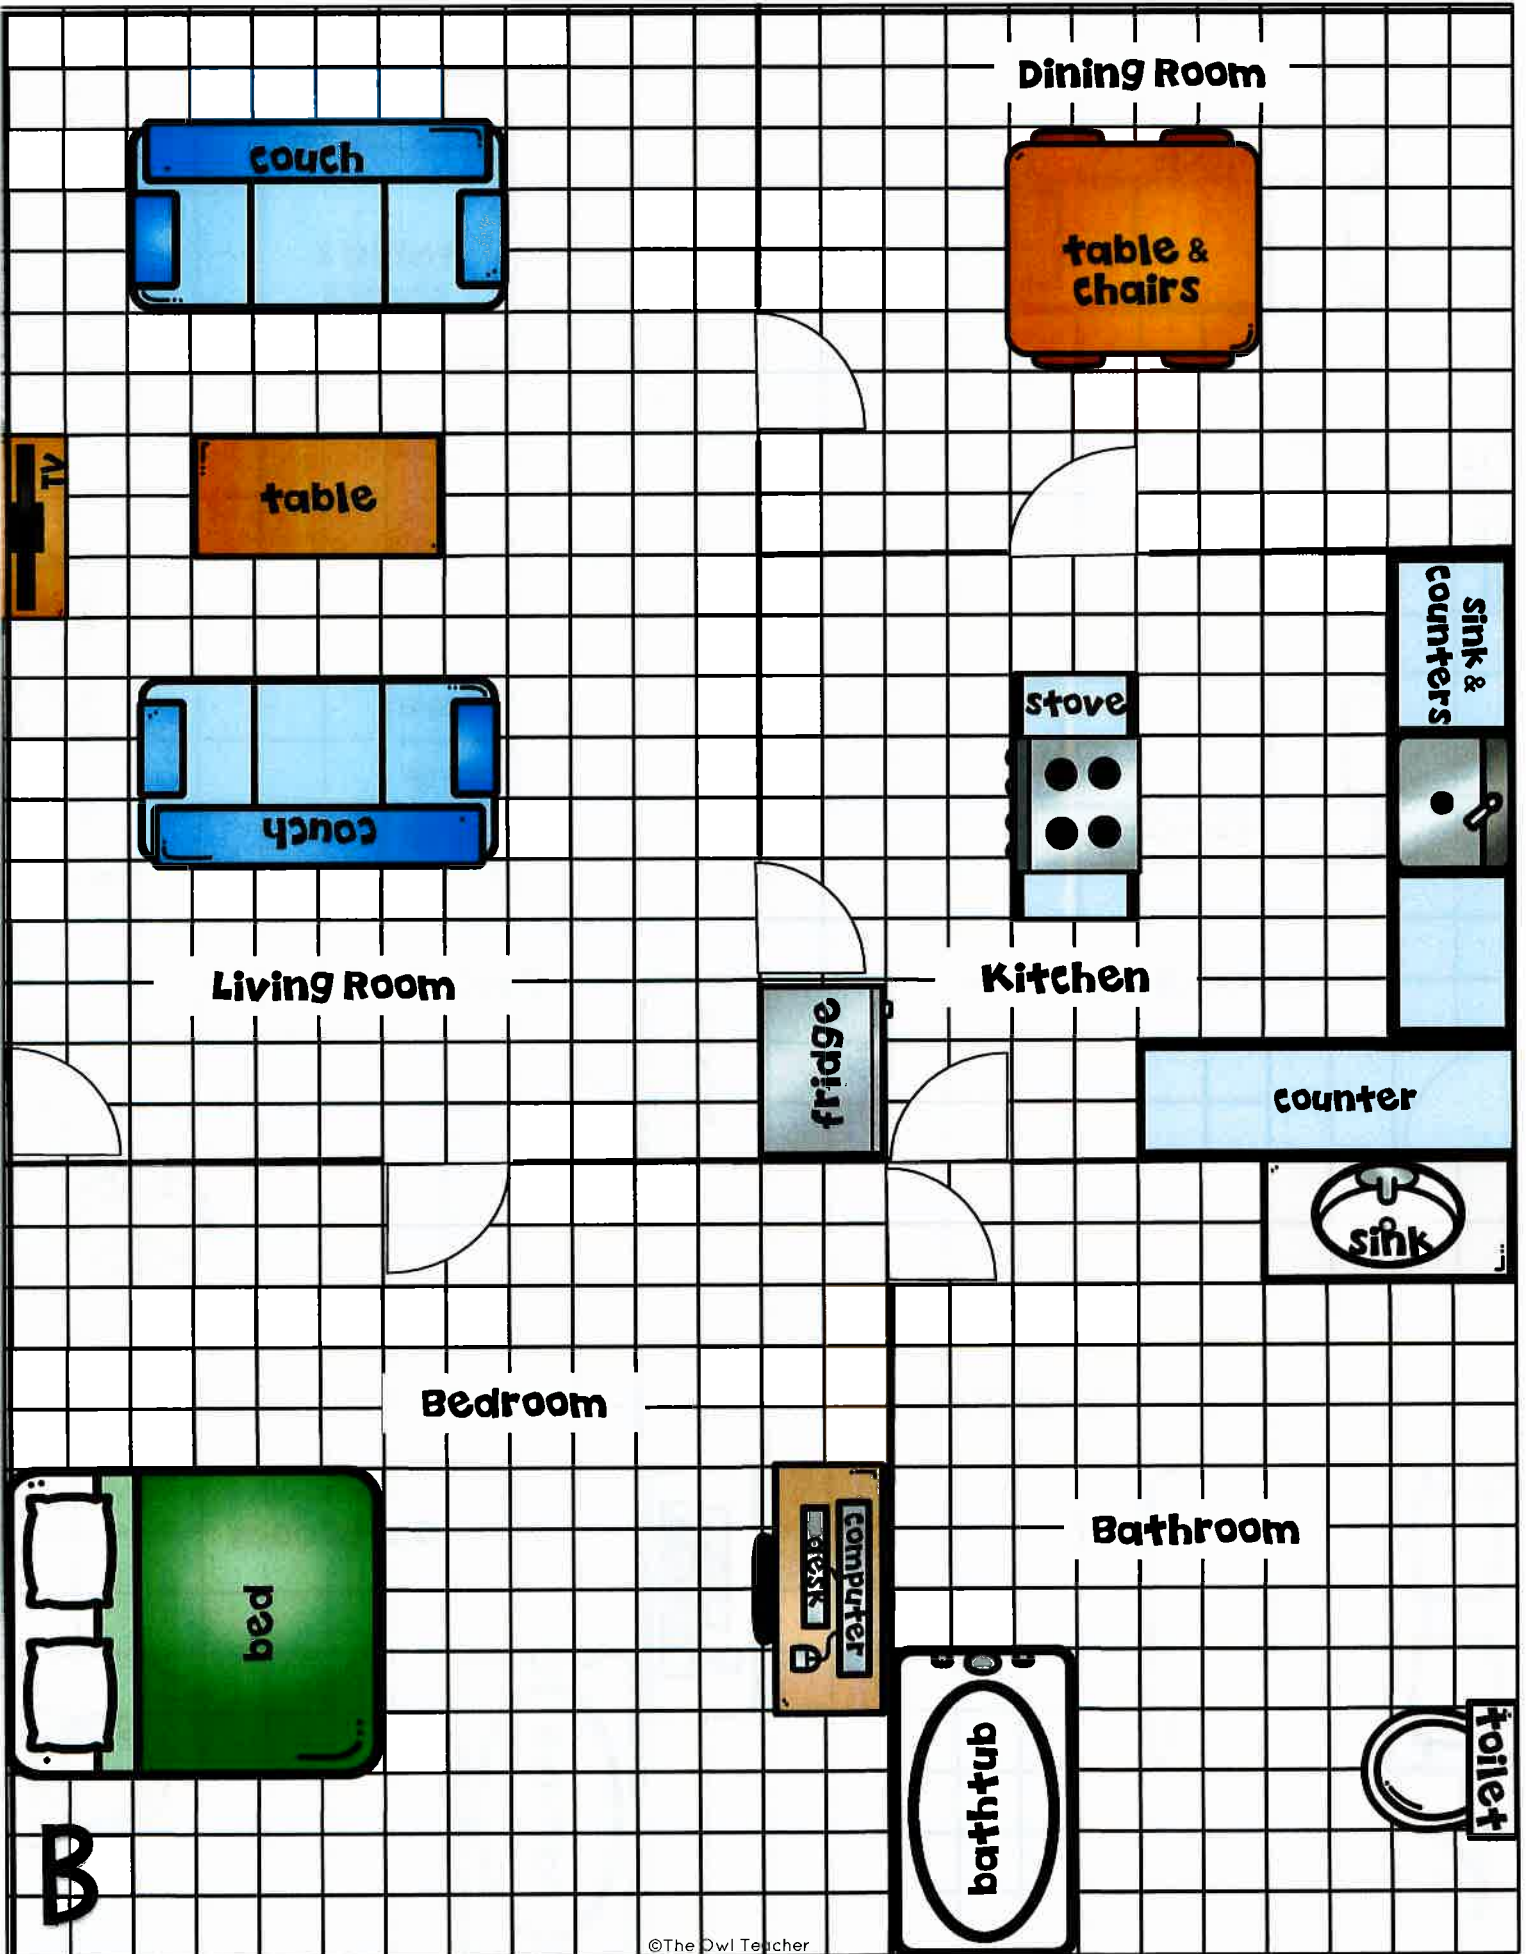 Dining Room
couch
table &
chairs
TV
table
sink &
counters
stove
couch
Living Room
Kitchen
fridge
counter
sink
Bedroom
computer
desk
Bathroom
bed
bathtub
toilet
B
©The Owl Teacher